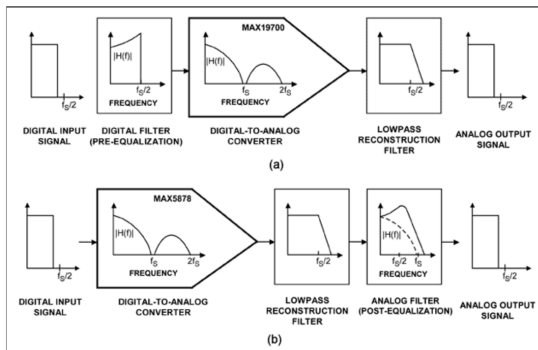 MAX19700
|H(f)|
|H(f)|
fS/2
fS/2
fS
2fS
fS/2
fS/2
FREQUENCY
FREQUENCY
DIGITAL INPUT
SIGNAL
DIGITAL FILTER
(PRE-EQUALIZATION)
DIGITAL-TO-ANALOG
CONVERTER
LOWPASS
RECONSTRUCTION
FILTER
ANALOG OUTPUT
SIGNAL
(a)
MAX5878
|H(f)|
|H(f)|
fS/2
fS
2fS
fS/2
fS/2
fS
fS/2
FREQUENCY
FREQUENCY
DIGITAL INPUT
SIGNAL
DIGITAL-TO-ANALOG
CONVERTER
LOWPASS
RECONSTRUCTION
FILTER
ANALOG FILTER
(POST-EQUALIZATION)
ANALOG OUTPUT
SIGNAL
(b)